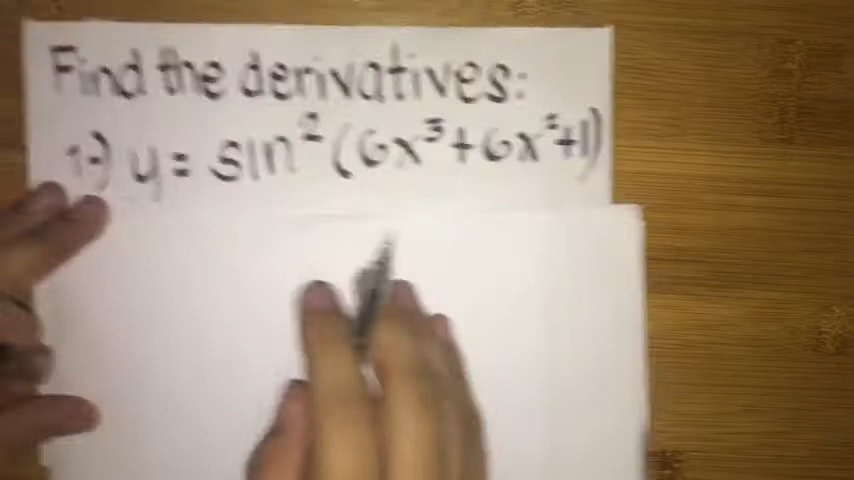 Find the derivatives:
1.) y = sin²(6x³+6x²+1)